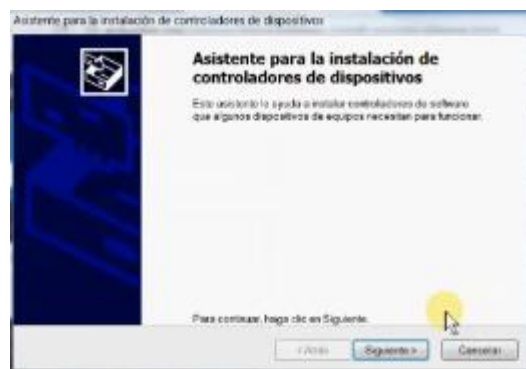 Asistente para la instalación de controladores de dispositivos
Asistente para la instalación de
controladores de dispositivos
Este asistente le ayuda a instalar controladores de software
que algunos dispositivos de equipos necesitan para funcionar.
Para continuar, haga clic en Siguiente.
< Atrás
Siguiente >
Cancelar